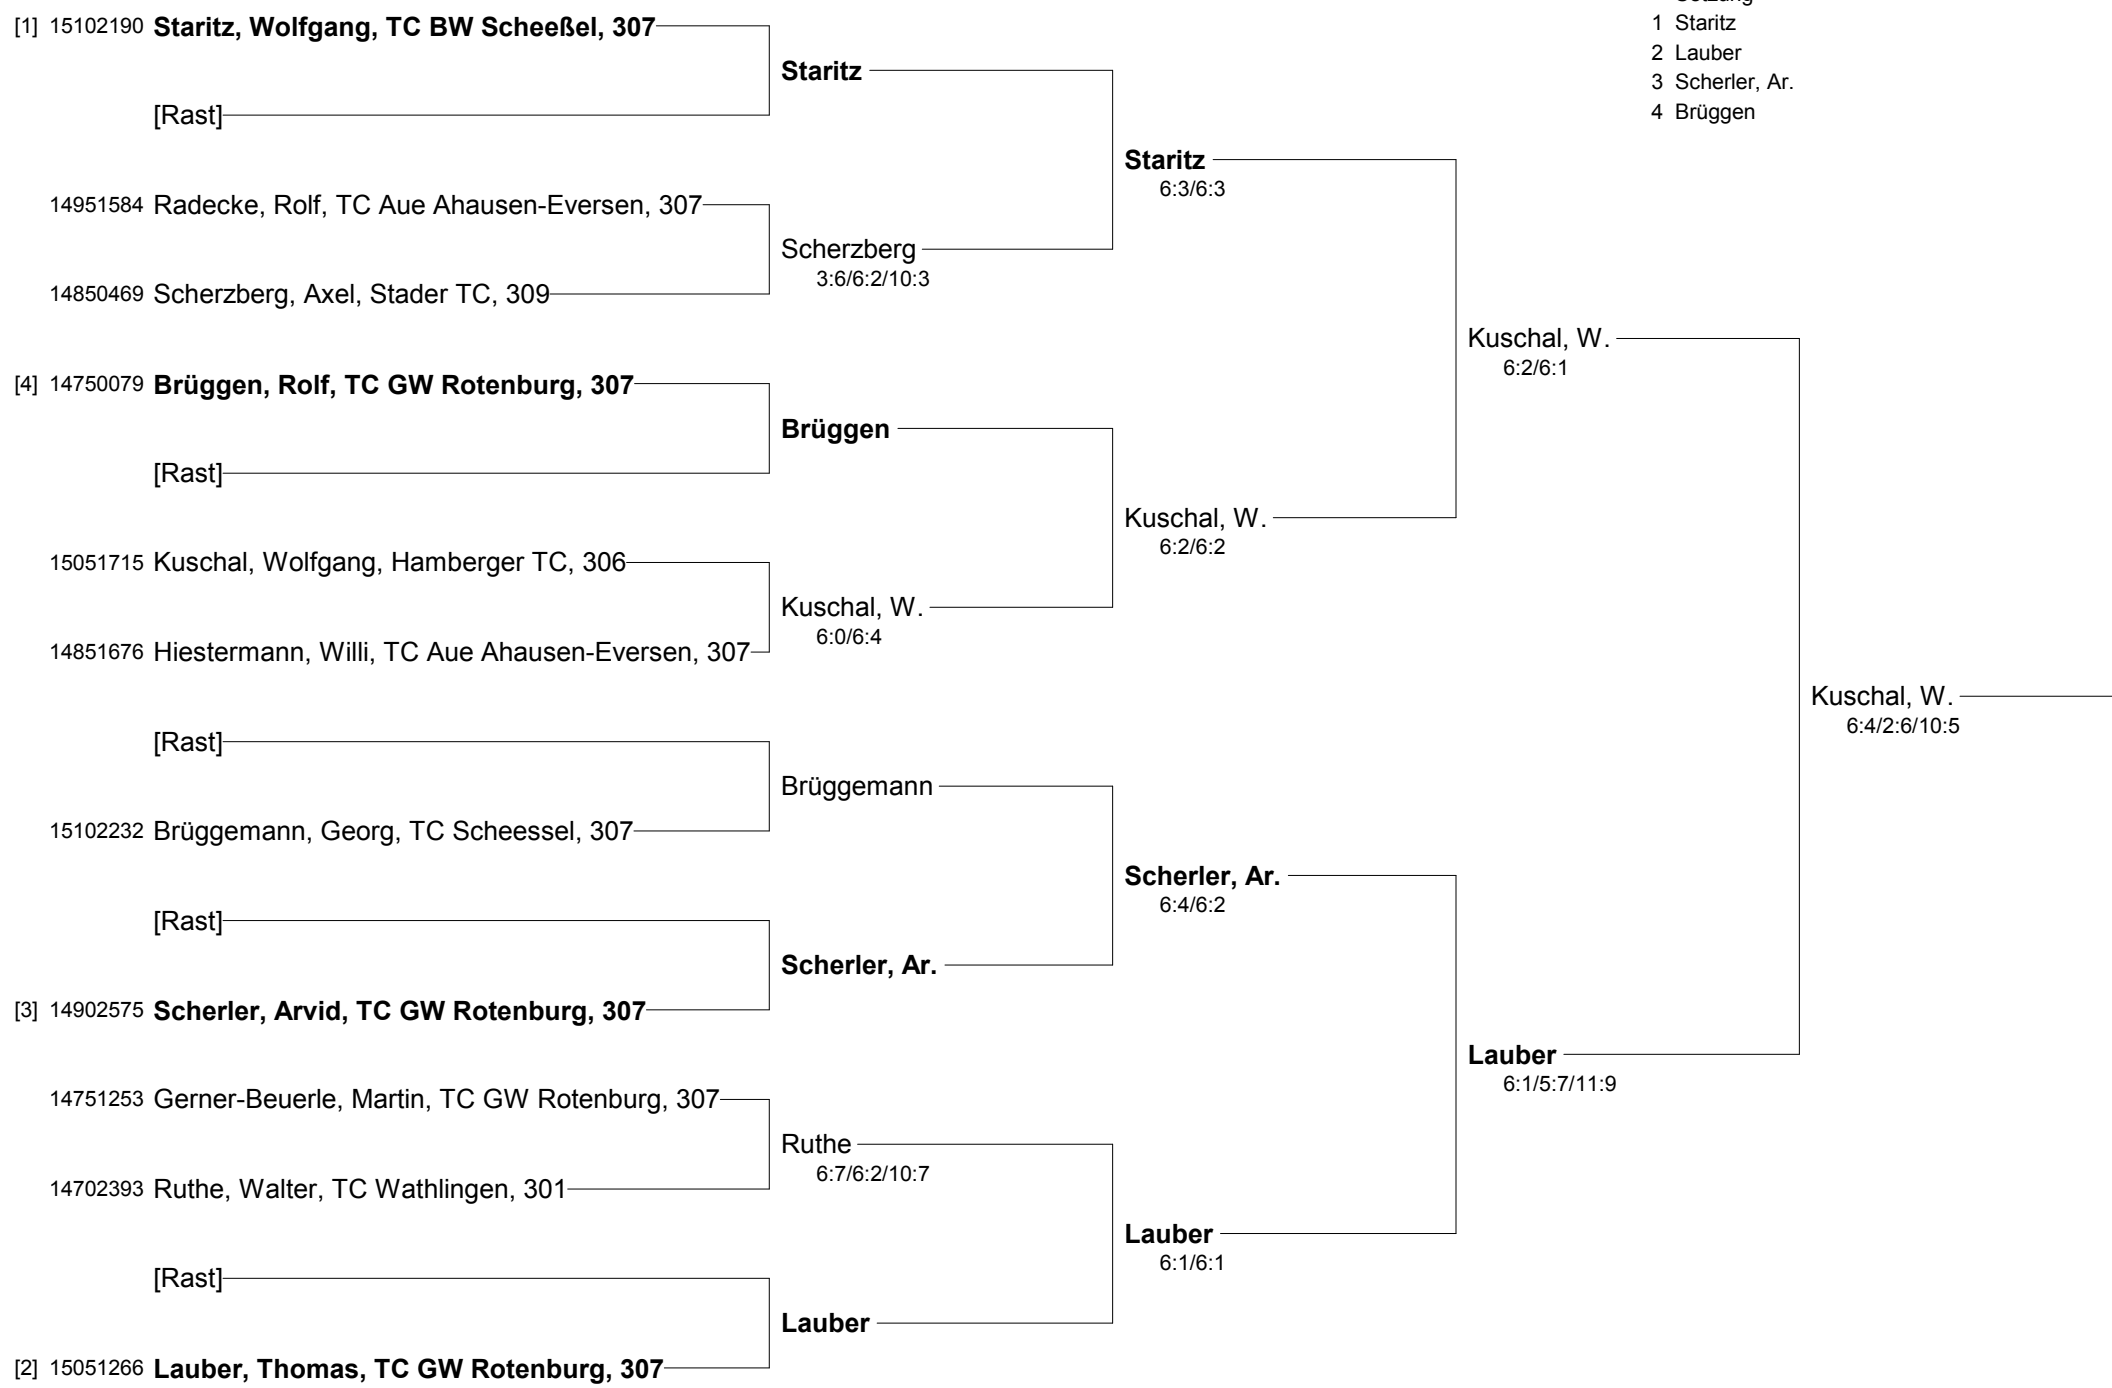 [1] 15102190 Staritz, Wolfgang, TC BW Scheeßel, 307
[Rast]
14951584 Radecke, Rolf, TC Aue Ahausen-Eversen, 307
14850469 Scherzberg, Axel, Stader TC, 309
[4] 14750079 Brüggen, Rolf, TC GW Rotenburg, 307
[Rast]
15051715 Kuschal, Wolfgang, Hamberger TC, 306
14851676 Hiestermann, Willi, TC Aue Ahausen-Eversen, 307
[Rast]
15102232 Brüggemann, Georg, TC Scheessel, 307
[Rast]
[3] 14902575 Scherler, Arvid, TC GW Rotenburg, 307
14751253 Gerner-Beuerle, Martin, TC GW Rotenburg, 307
14702393 Ruthe, Walter, TC Wathlingen, 301
[Rast]
[2] 15051266 Lauber, Thomas, TC GW Rotenburg, 307
Staritz
Scherzberg
3:6/6:2/10:3
Brüggen
Kuschal, W.
6:0/6:4
Brüggemann
Scherler, Ar.
Ruthe
6:7/6:2/10:7
Lauber
Staritz
6:3/6:3
Kuschal, W.
6:2/6:2
Scherler, Ar.
6:4/6:2
Lauber
6:1/6:1
Kuschal, W.
6:2/6:1
Lauber
6:1/5:7/11:9
Kuschal, W.
6:4/2:6/10:5
1 Staritz
2 Lauber
3 Scherler, Ar.
4 Brüggen